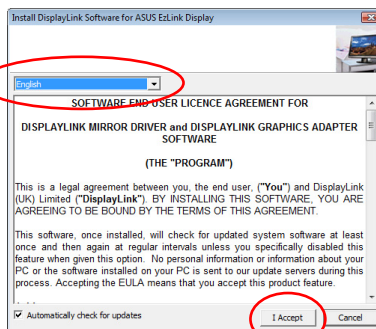 Install DisplayLink Software for ASUS EzLink Display
English
SOFTWARE END USER LICENCE AGREEMENT FOR
DISPLAYLINK MIRROR DRIVER and DISPLAYLINK GRAPHICS ADAPTER
SOFTWARE
(THE "PROGRAM")
This is a legal agreement between you, the end user, ("You") and DisplayLink
(UK) Limited ("DisplayLink"). BY INSTALLING THIS SOFTWARE, YOU ARE
AGREEING TO BE BOUND BY THE TERMS OF THIS AGREEMENT.
This software, once installed, will check for updated system software at least
once and then again at regular intervals unless you specifically disabled this
feature when given this option. No personal information or information about your
PC or the software installed on your PC is sent to our update servers during this
process. Accepting the EULA means that you accept this product feature.
Automatically check for updates
I Accept
Cancel